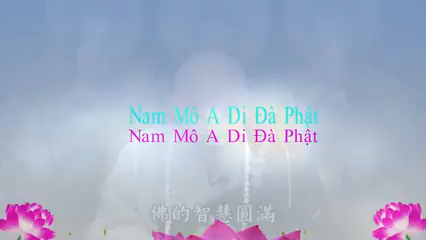 Nam Mô A Di Đà Phật
Nam Mô A Di Đà Phật
佛的智慧圓滿